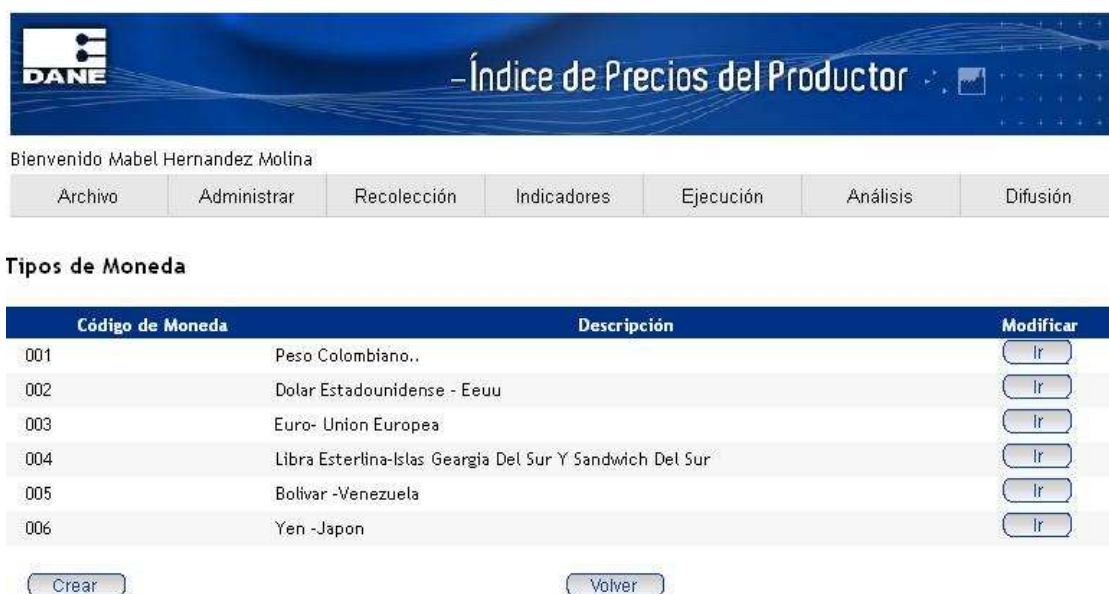 DANE
–Índice de Precios del Productor
Bienvenido Mabel Hernandez Molina
Archivo Administrar Recolección Indicadores Ejecución Análisis Difusión
Tipos de Moneda
Código de Moneda Descripción Modificar
001 Peso Colombiano.. Ir
002 Dolar Estadounidense - Eeuu Ir
003 Euro- Union Europea Ir
004 Libra Esterlina-Islas Geargia Del Sur Y Sandwich Del Sur Ir
005 Bolivar -Venezuela Ir
006 Yen -Japon Ir
Crear Volver